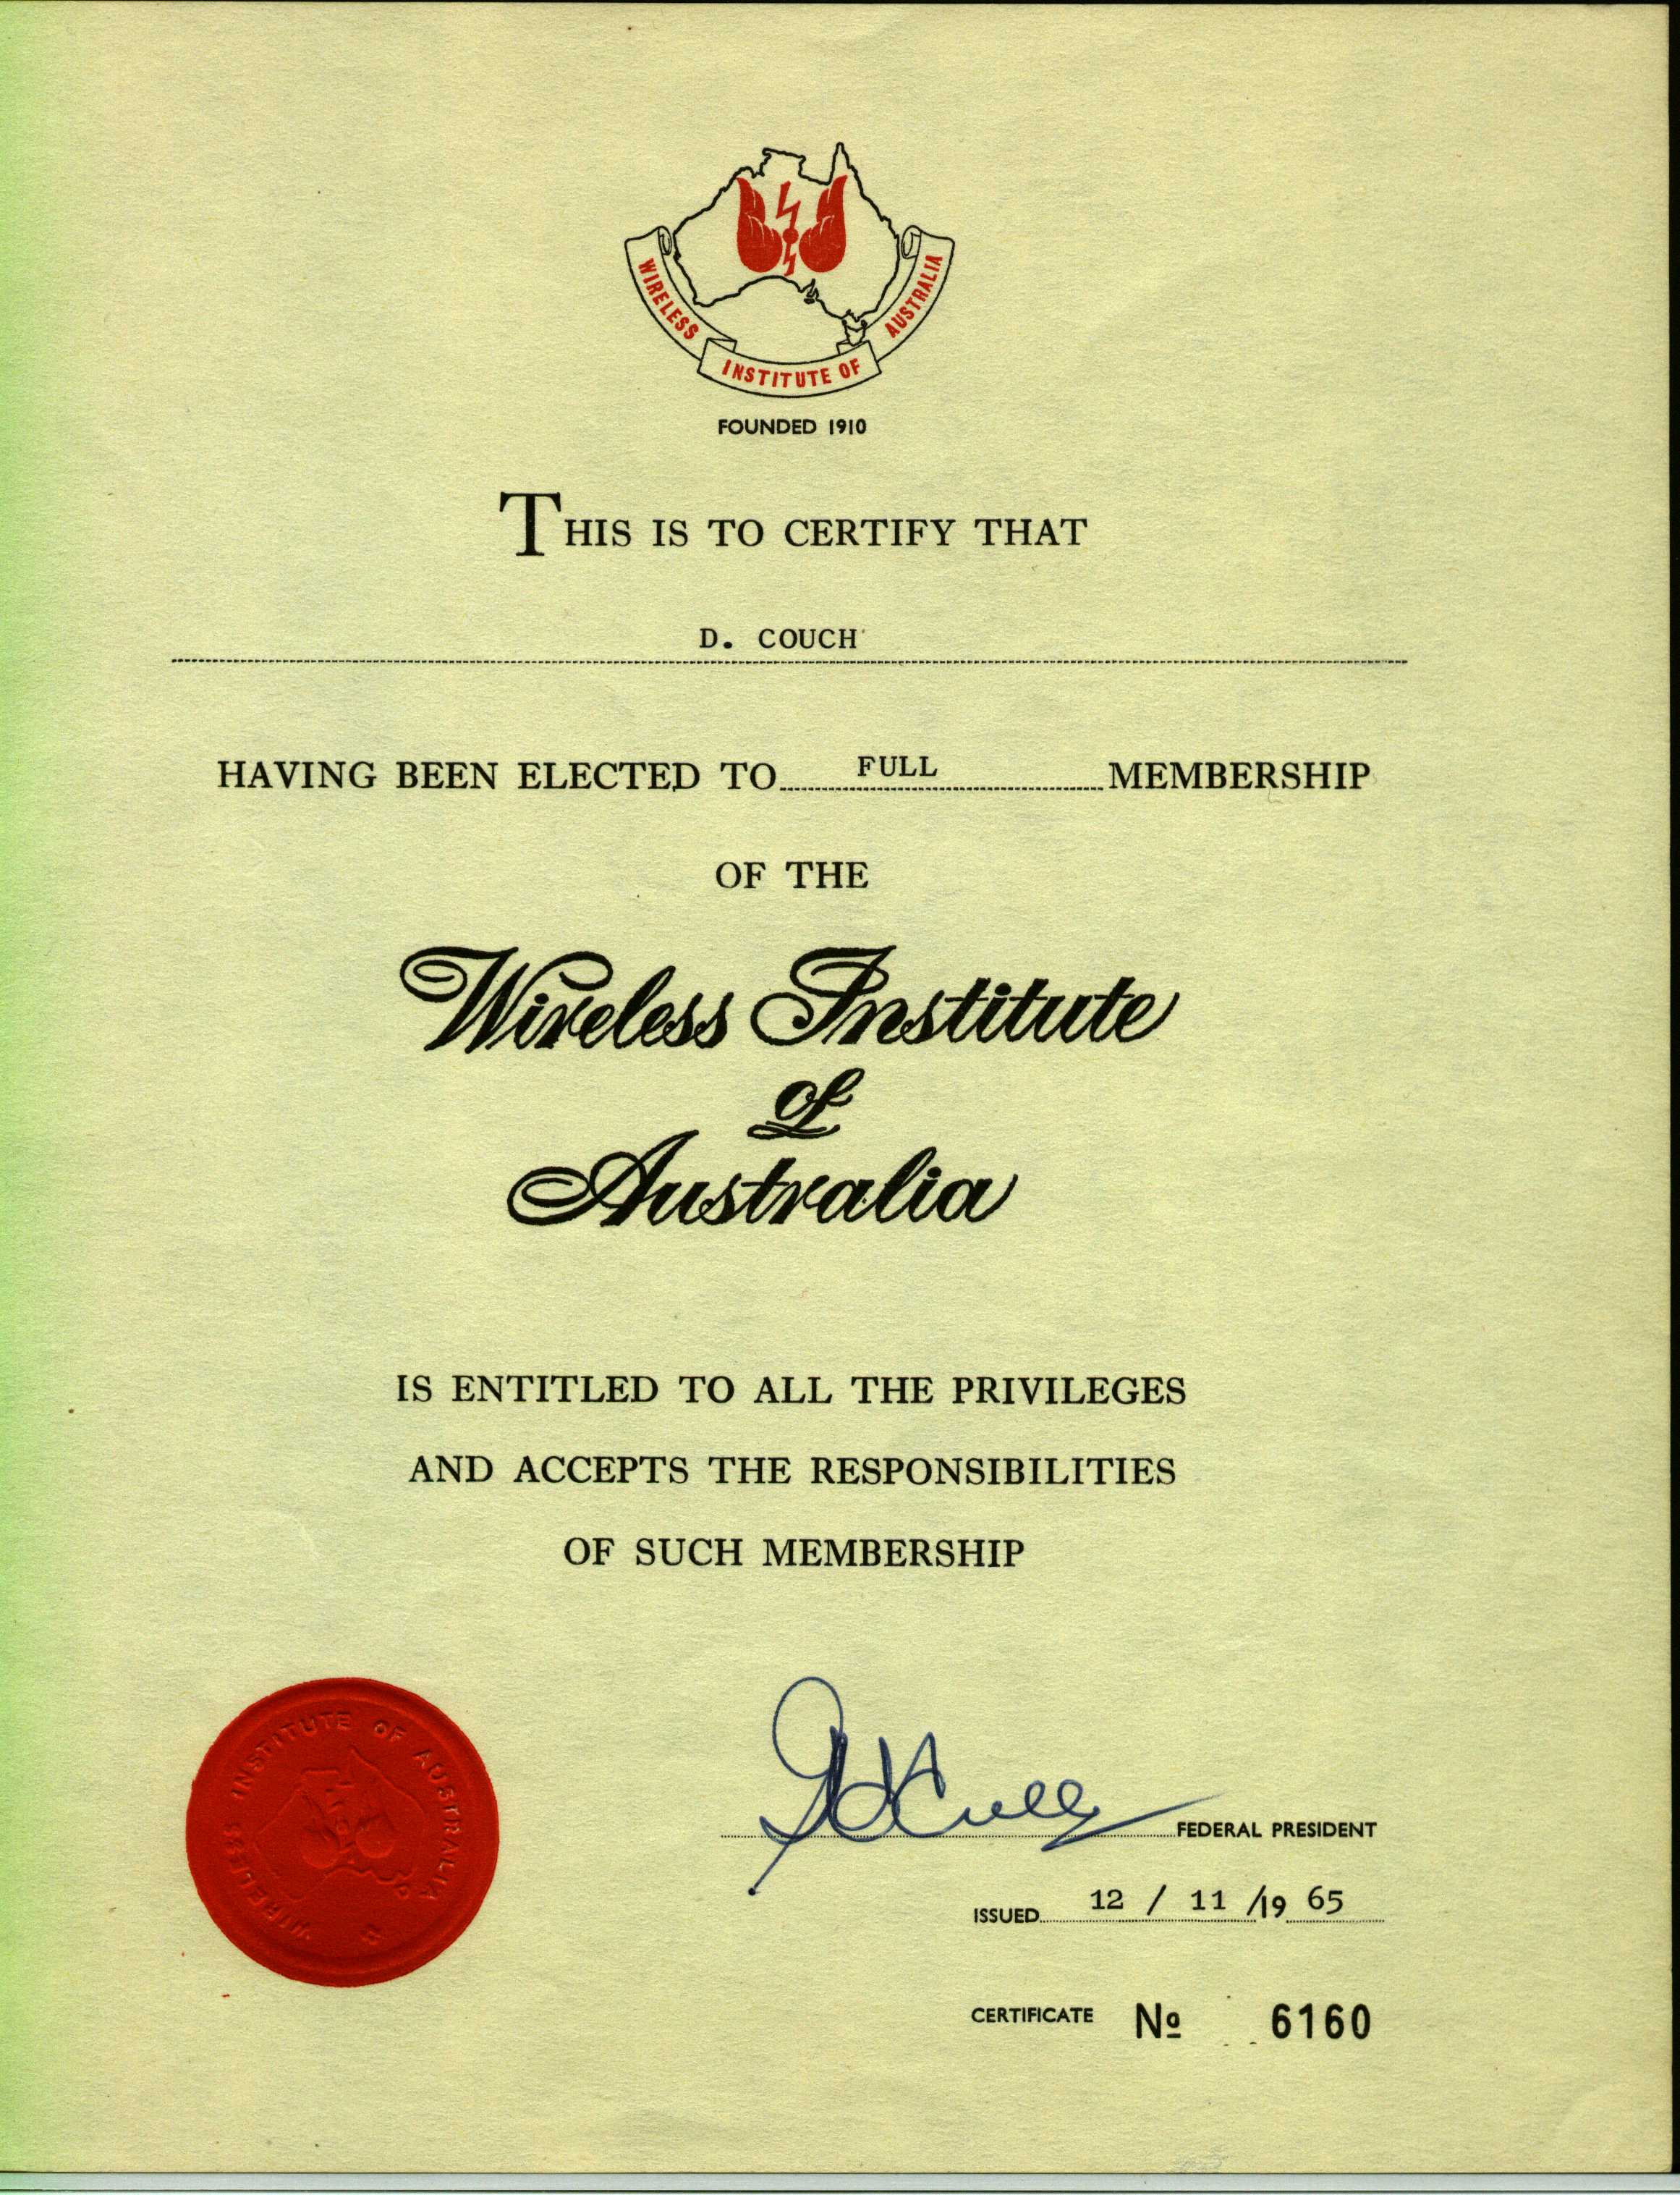 WIRELESS INSTITUTE OF AUSTRALIA
FOUNDED 1910
THIS IS TO CERTIFY THAT
D. COUCH
HAVING BEEN ELECTED TO FULL MEMBERSHIP
OF THE
Wireless Institute
of
Australia
IS ENTITLED TO ALL THE PRIVILEGES
AND ACCEPTS THE RESPONSIBILITIES
OF SUCH MEMBERSHIP
WIRELESS INSTITUTE OF AUSTRALIA
FEDERAL PRESIDENT
ISSUED 12 / 11 /19 65
CERTIFICATE Nº 6160